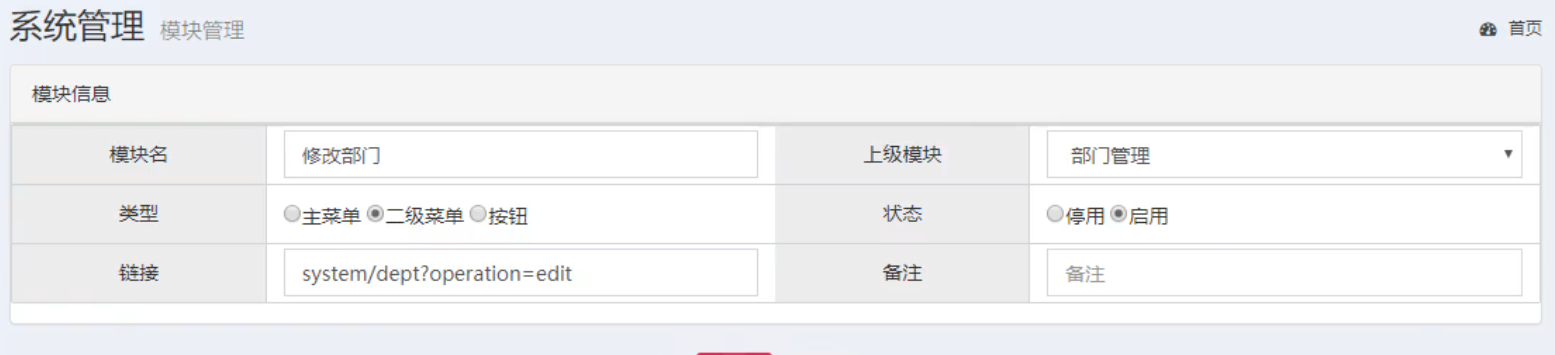 系统管理 模块管理 首页
模块信息
模块名 修改部门 上级模块 部门管理
类型 主菜单 二级菜单 按钮 状态 停用 启用
链接 system/dept?operation=edit 备注 备注